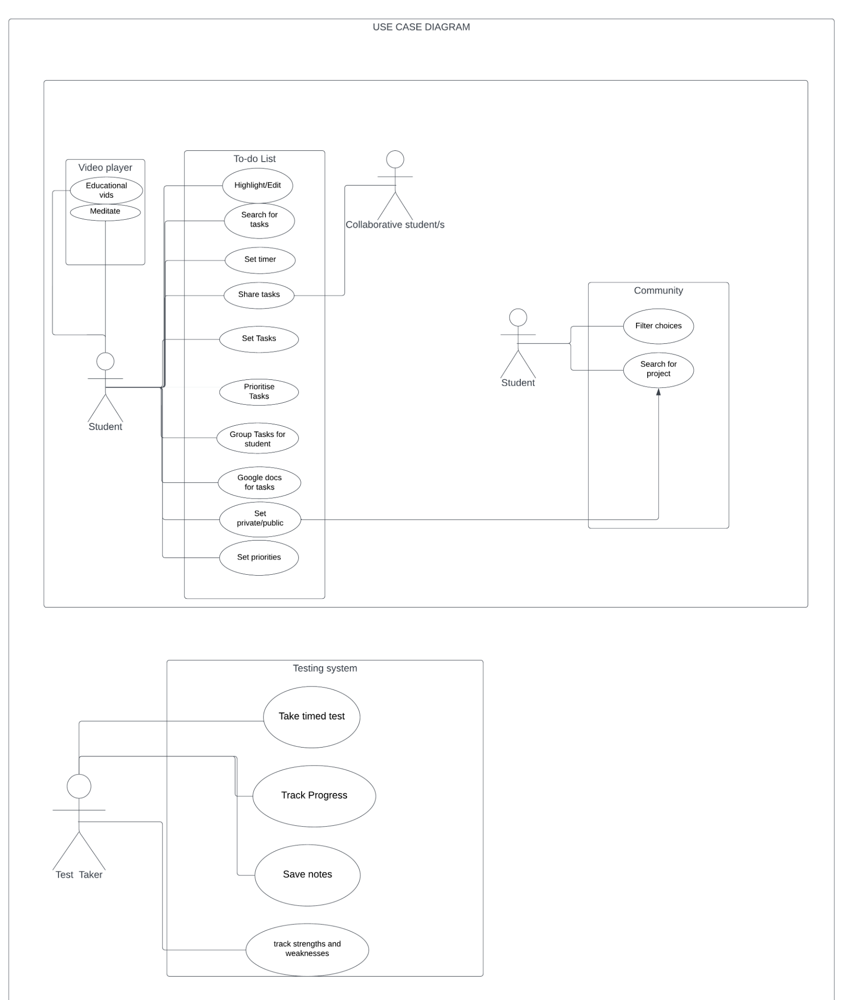 USE CASE DIAGRAM
Video player
Educational
vids
Meditate
Student
To-do List
Highlight/Edit
Search for
tasks
Set timer
Share tasks
Set Tasks
Prioritise
Tasks
Group Tasks for
student
Google docs
for tasks
Set
private/public
Set priorities
Collaborative student/s
Student
Community
Filter choices
Search for
project
Testing system
Take timed test
Track Progress
Save notes
track strengths and
weaknesses
Test  Taker